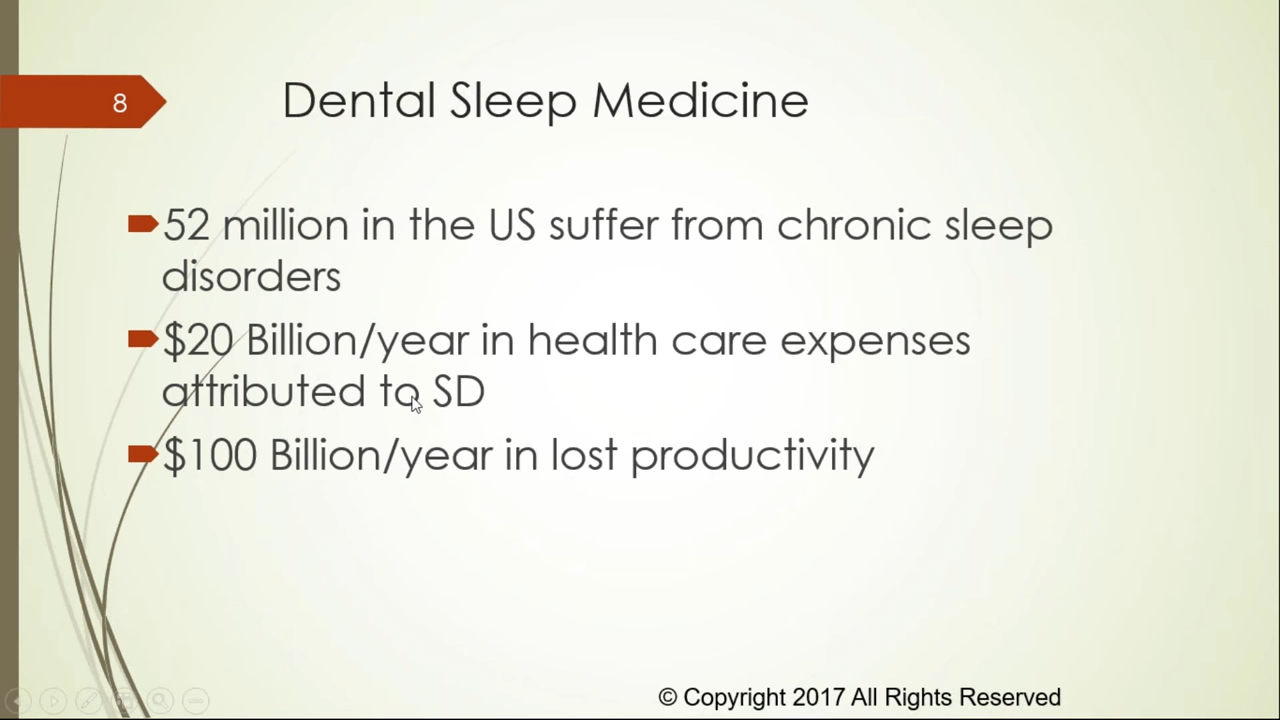 8
Dental Sleep Medicine
52 million in the US suffer from chronic sleep
disorders
$20 Billion/year in health care expenses
attributed to SD
$100 Billion/year in lost productivity
© Copyright 2017 All Rights Reserved